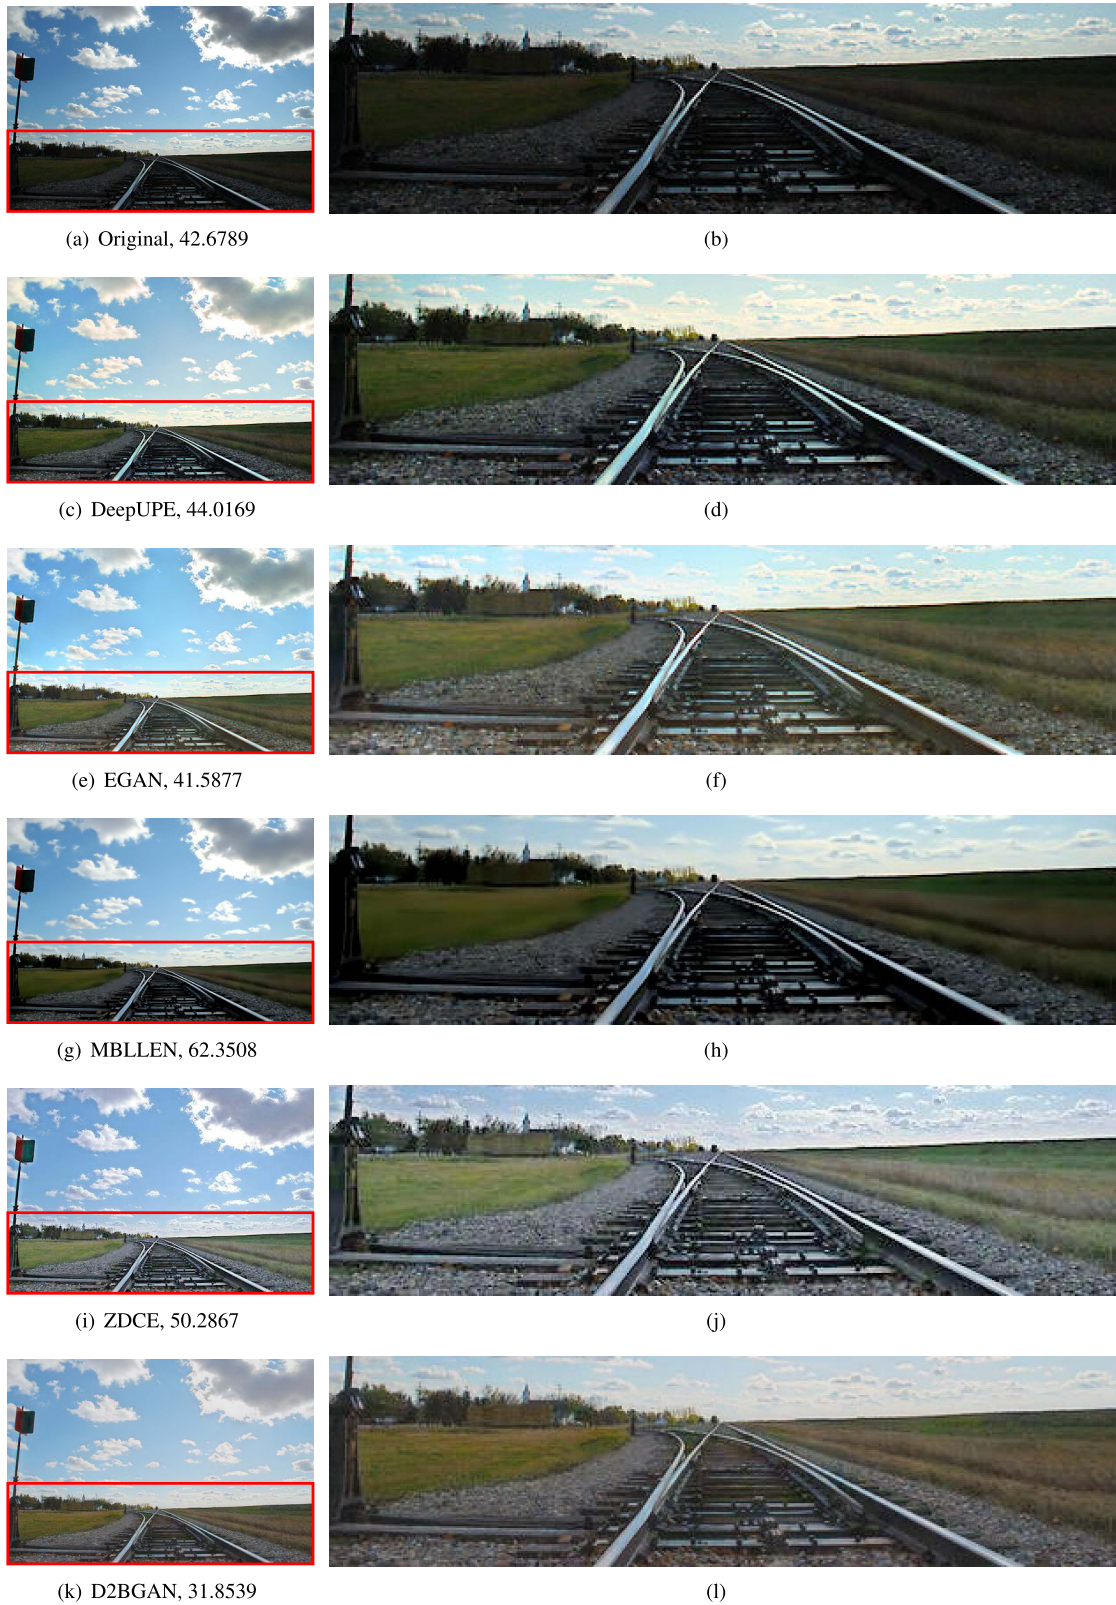 (a) Original, 42.6789
(b)
(c) DeepUPE, 44.0169
(d)
(e) EGAN, 41.5877
(f)
(g) MBLLEN, 62.3508
(h)
(i) ZDCE, 50.2867
(j)
(k) D2BGAN, 31.8539
(l)